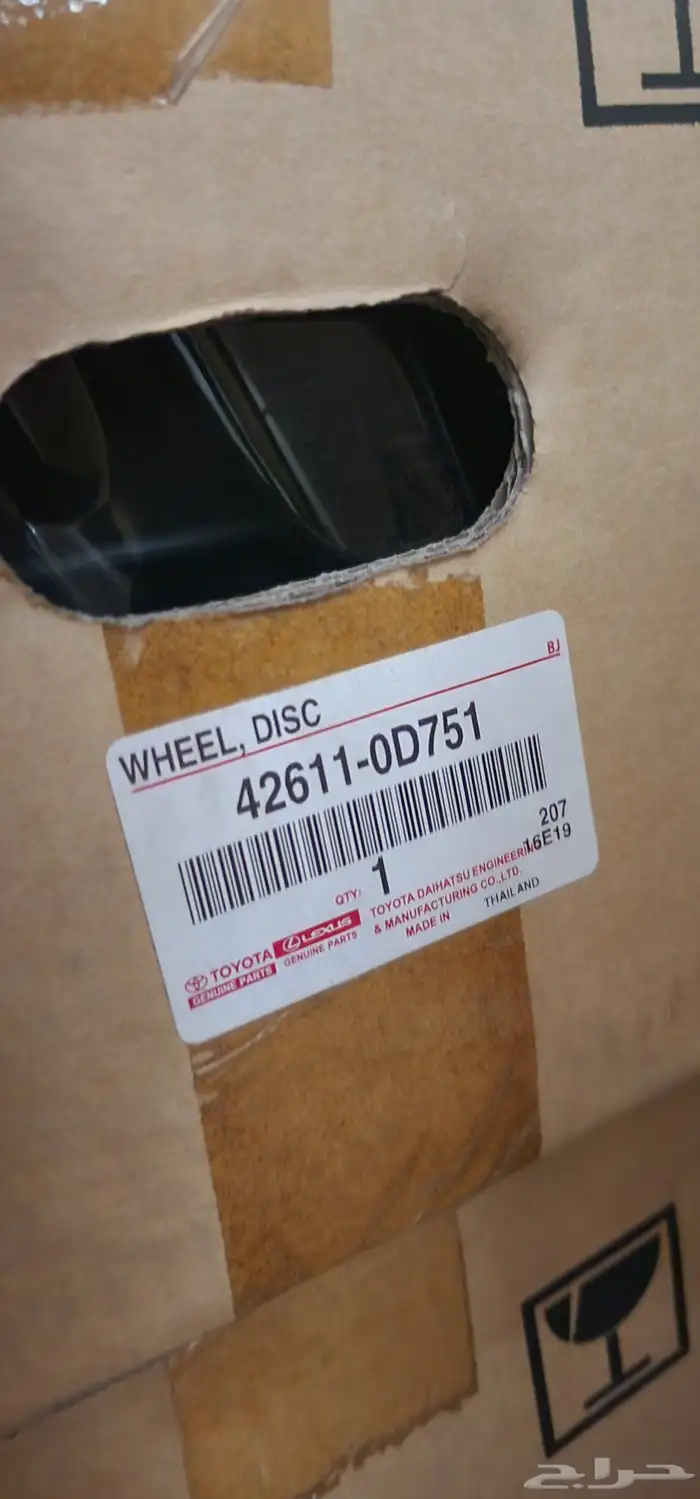 BJ
WHEEL, DISC
42611-0D751
207
16E19
QTY: 1
TOYOTA DAIHATSU ENGINEERING
& MANUFACTURING CO.,LTD.
MADE IN THAILAND
TOYOTA
GENUINE PARTS
LEXUS
GENUINE PARTS
حراج